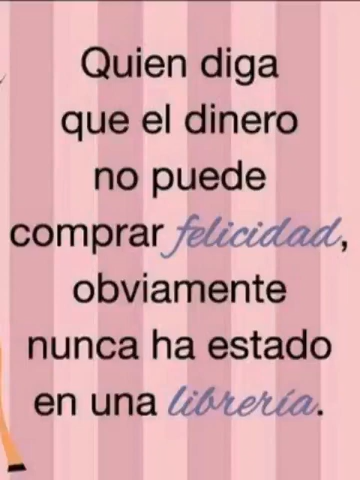 Quien diga
que el dinero
no puede
comprar felicidad,
obviamente
nunca ha estado
en una librería.